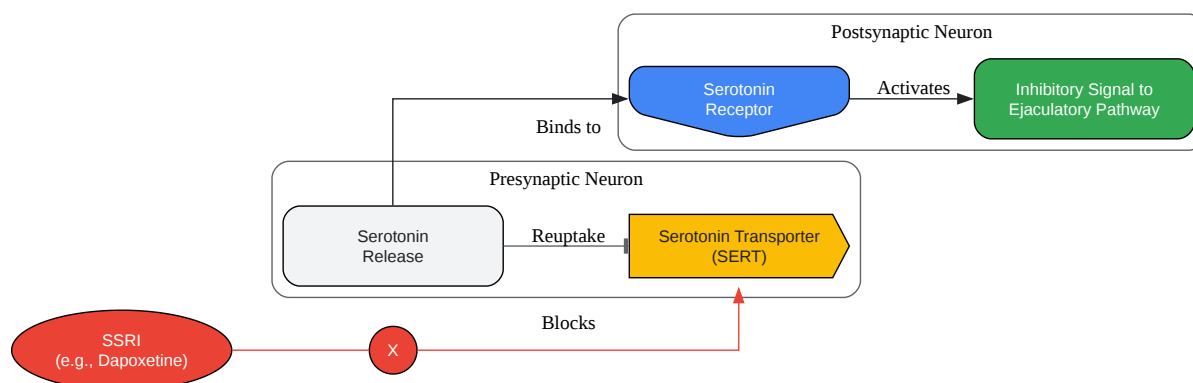 Postsynaptic Neuron
Serotonin
Receptor
Activates
Inhibitory Signal to
Ejaculatory Pathway
Binds to
Presynaptic Neuron
Serotonin
Release
Reuptake
Serotonin Transporter
(SERT)
Blocks
SSRI
(e.g., Dapoxetine)
X